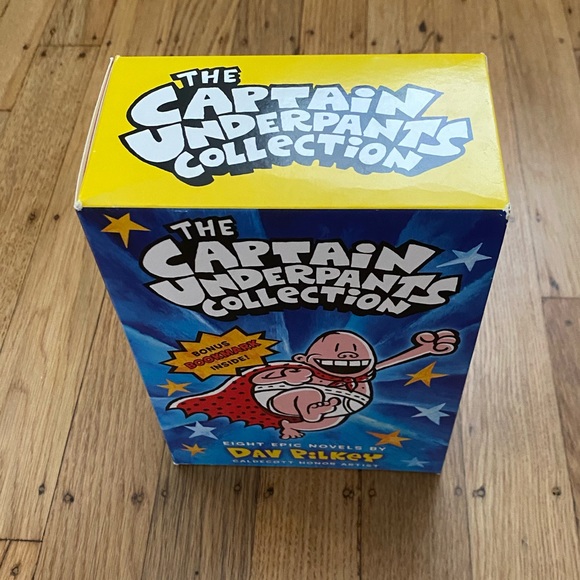 THE
CAPTAIN
UNDERPANTS
COLLECTION
THE
CAPTAIN
UNDERPANTS
COLLECTION
BONUS
BOOKMARK
INSIDE!
EIGHT EPIC NOVELS BY
DAV PILKEY
CALDECOTT HONOR ARTIST